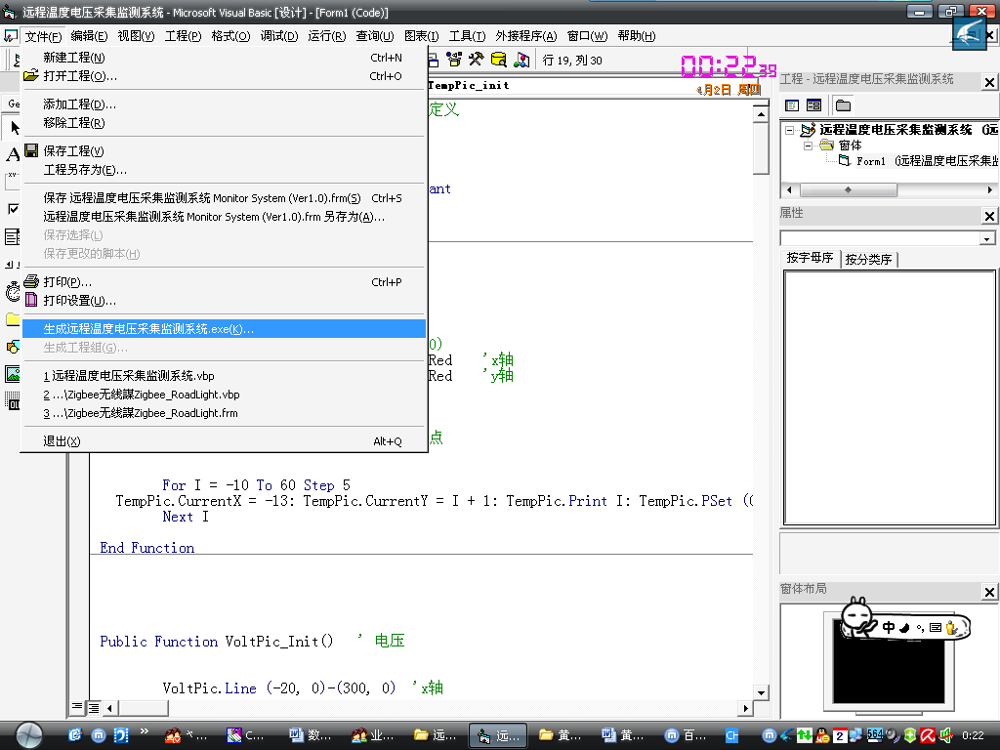 远程温度电压采集监测系统 - Microsoft Visual Basic [设计] - [Form1 (Code)]
文件(F) 编辑(E) 视图(V) 工程(P) 格式(O) 调试(D) 运行(R) 查询(U) 图表(I) 工具(T) 外接程序(A) 窗口(W) 帮助(H)
行 19, 列 30
00:22 39
4月2日 周四
新建工程(N) Ctrl+N
打开工程(O)... Ctrl+O
添加工程(D)...
移除工程(R)
保存工程(V)
工程另存为(E)...
保存 远程温度电压采集监测系统 Monitor System (Ver1.0).frm(S) Ctrl+S
远程温度电压采集监测系统 Monitor System (Ver1.0).frm 另存为(A)...
保存选择(L)
保存更改的脚本(H)
打印(P)... Ctrl+P
打印设置(U)...
生成远程温度电压采集监测系统.exe(K)...
生成工程组(G)...
1 远程温度电压采集监测系统.vbp
2 ...\Zigbee无线謀Zigbee_RoadLight.vbp
3 ...\Zigbee无线謀Zigbee_RoadLight.frm
退出(X) Alt+Q
Ge
TempPic_init
定义
ant
0)
Red 'x轴
Red 'y轴
点
For I = -10 To 60 Step 5
TempPic.CurrentX = -13: TempPic.CurrentY = I + 1: TempPic.Print I: TempPic.PSet (0
Next I
End Function
Public Function VoltPic_Init() ' 电压
VoltPic.Line (-20, 0)-(300, 0) 'x轴
工程 - 远程温度电压采集监测系统
远程温度电压采集监测系统 (远
窗体
Form1 (远程温度电压采集监
属性
按字母序 按分类序
窗体布局
中
C... 数... 业... 远... 远... 黄... 黄... 百... CH 2 564 0:22